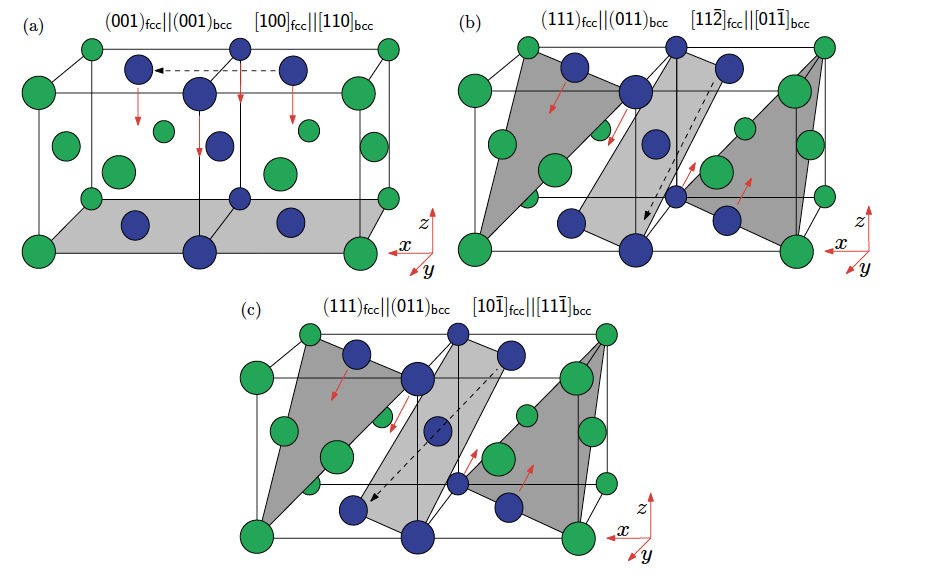 (a) (001)fcc||(001)bcc [100]fcc||[110]bcc
z
x
y
(b) (111)fcc||(011)bcc [112̄]fcc||[011̄]bcc
z
x
y
(c) (111)fcc||(011)bcc [101̄]fcc||[111̄]bcc
z
x
y